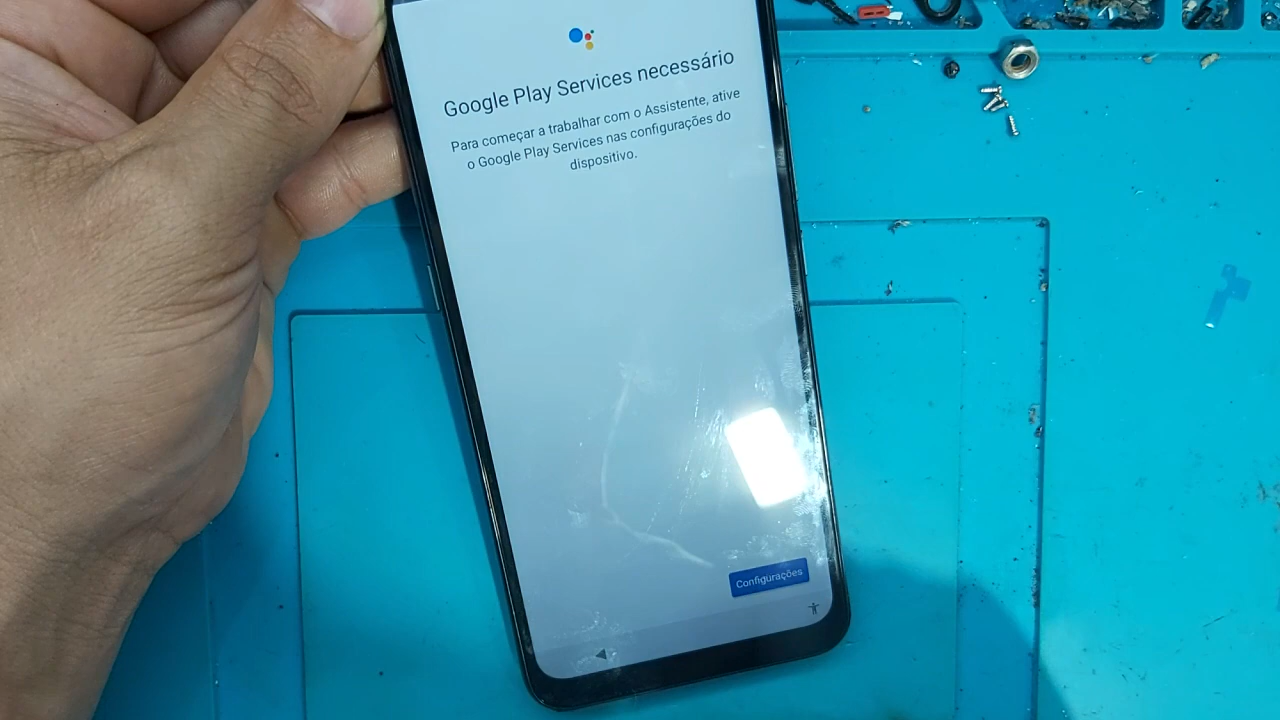 Google Play Services necessário
Para começar a trabalhar com o Assistente, ative
o Google Play Services nas configurações do
dispositivo.
Configurações